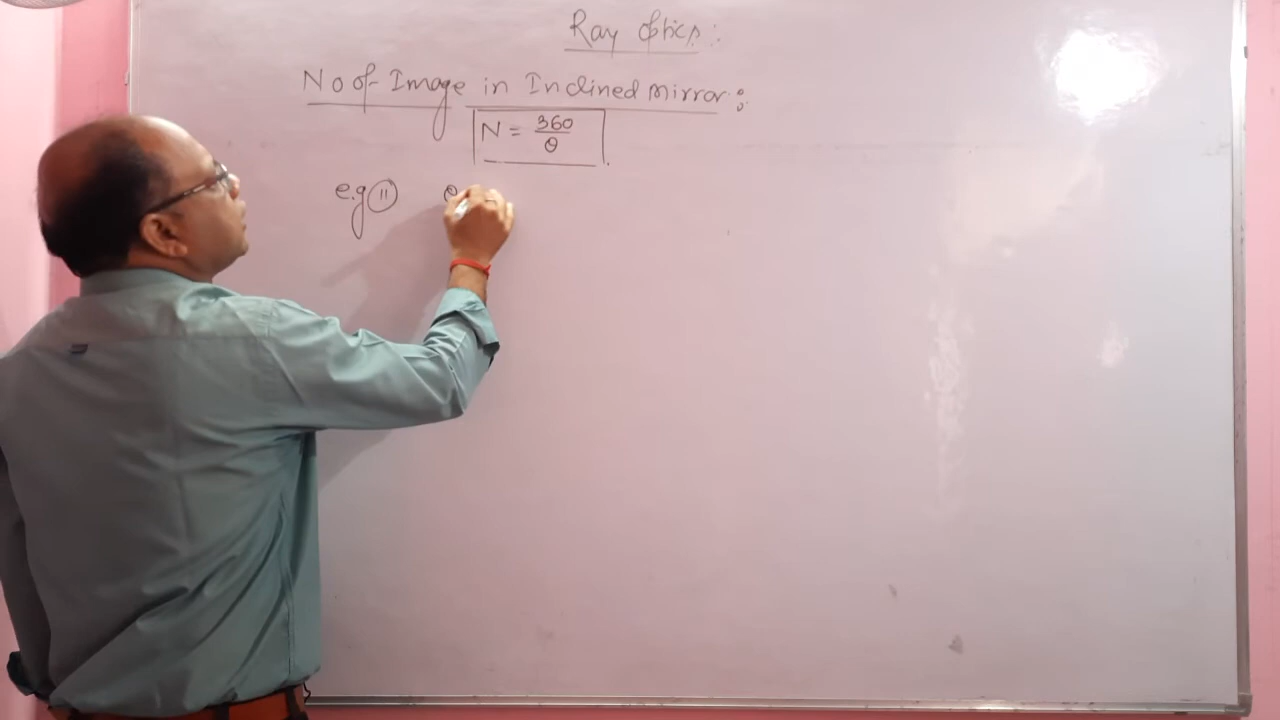 Ray optics:
No of Image in Inclined mirror:
N = 360/θ
e.g (11) θ